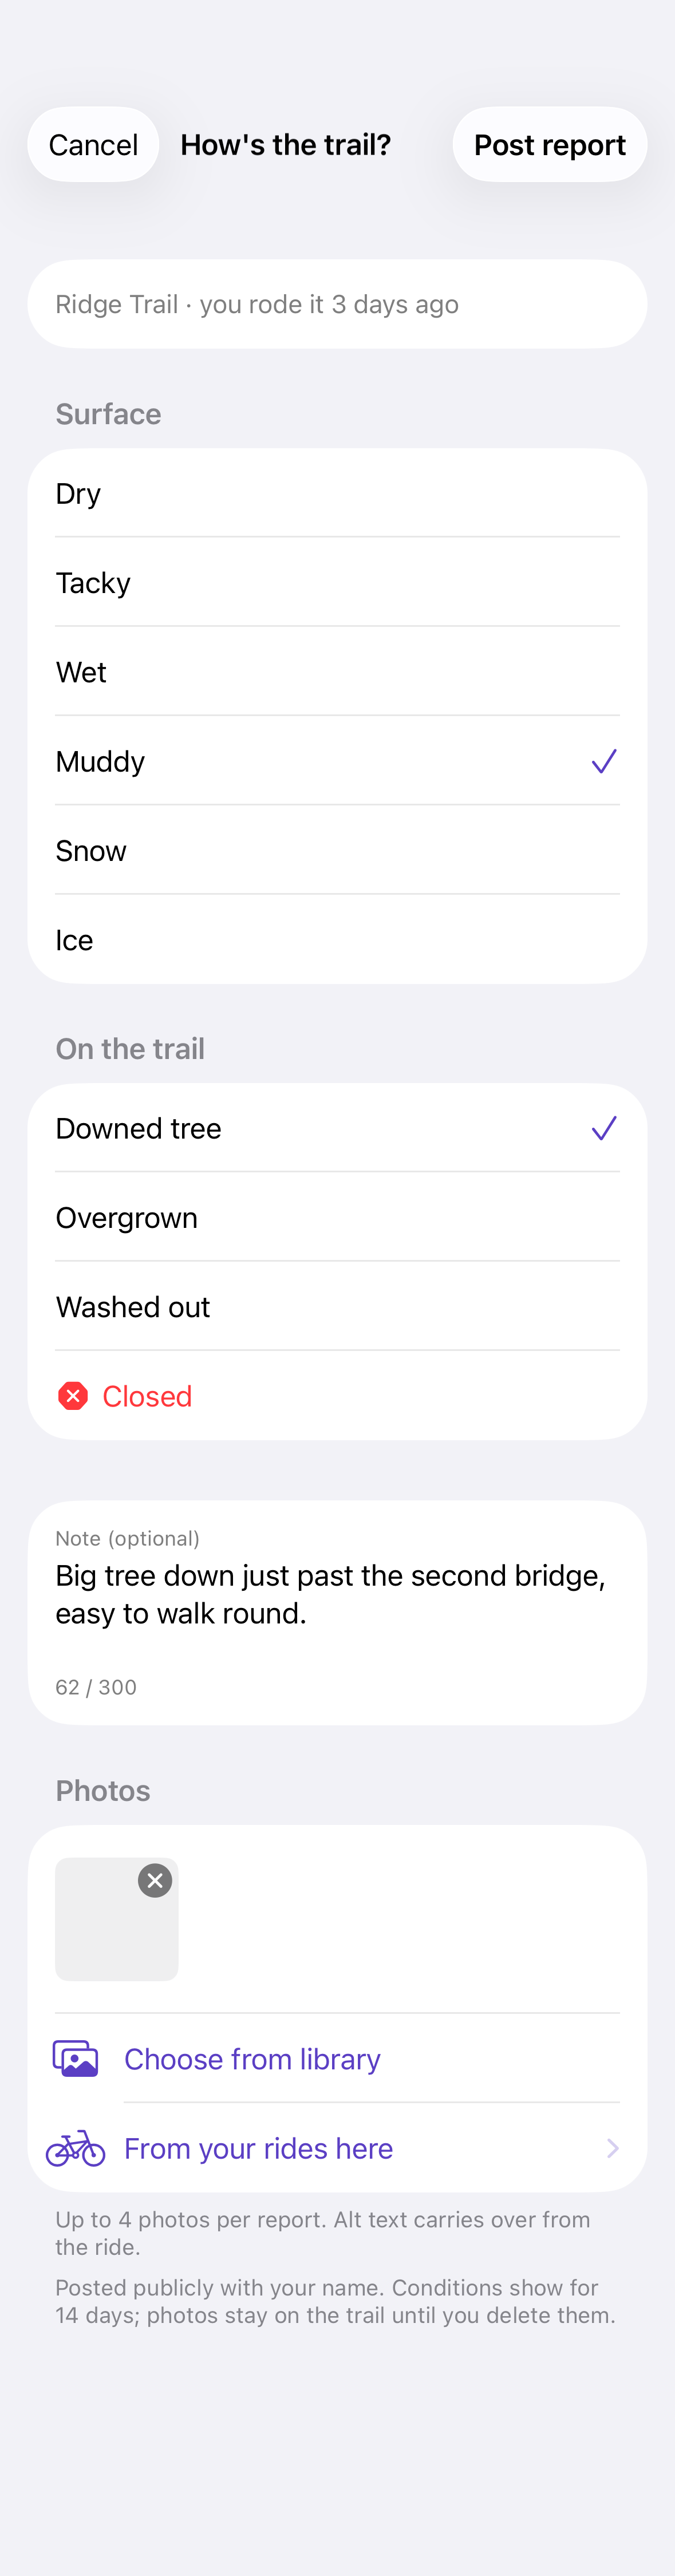 Cancel
How's the trail?
Post report
Ridge Trail · you rode it 3 days ago
Surface
Dry
Tacky
Wet
Muddy
Snow
Ice
On the trail
Downed tree
Overgrown
Washed out
Closed
Note (optional)
Big tree down just past the second bridge,
easy to walk round.
62 / 300
Photos
Choose from library
From your rides here
Up to 4 photos per report. Alt text carries over from
the ride.
Posted publicly with your name. Conditions show for
14 days; photos stay on the trail until you delete them.